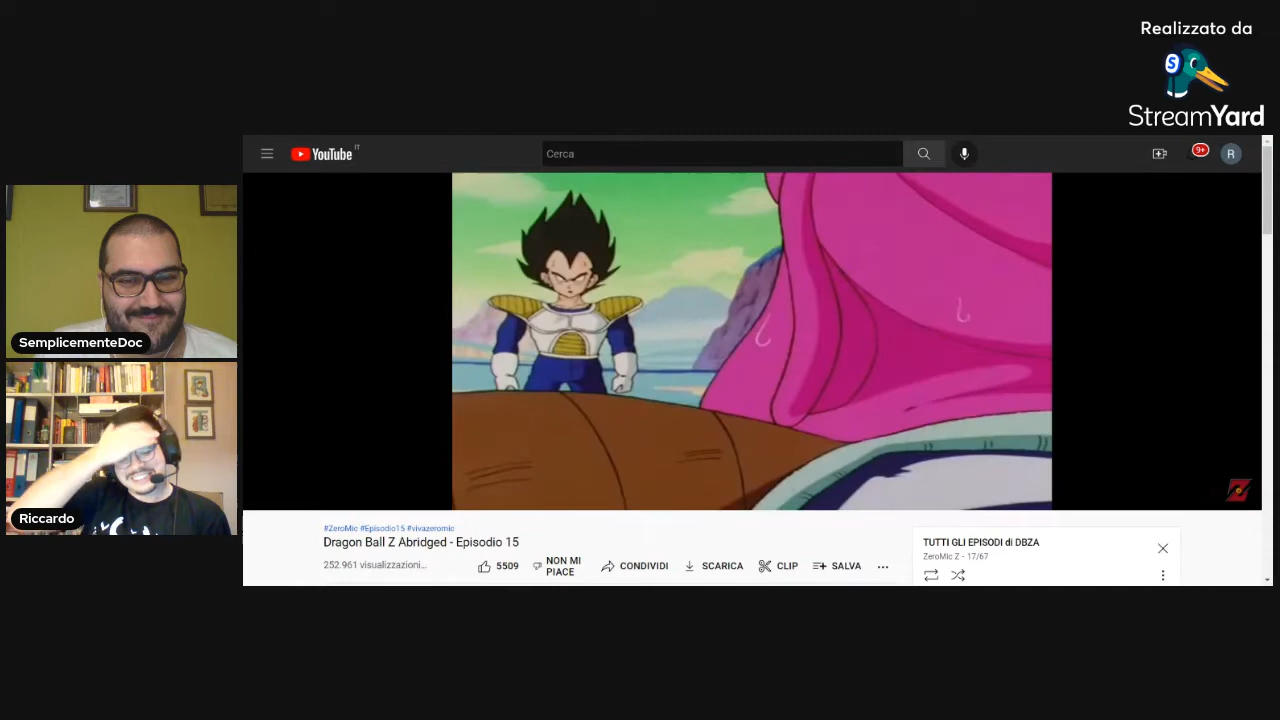 Realizzato da
S
StreamYard
YouTube IT
Cerca
9+
R
SemplicementeDoc
Riccardo
#ZeroMic #Episodio15 #vivazeromic
Dragon Ball Z Abridged - Episodio 15
252.961 visualizzazioni...
5509
NON MI
PIACE
CONDIVIDI
SCARICA
CLIP
SALVA
TUTTI GLI EPISODI di DBZA
ZeroMic Z - 17/67